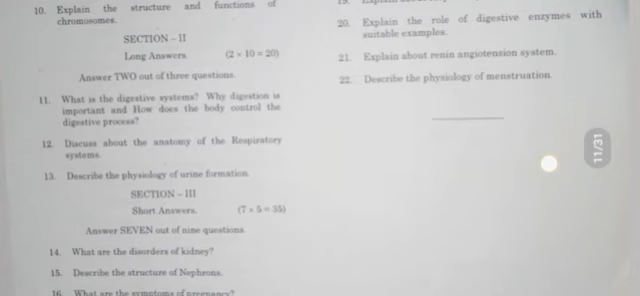 10. Explain the structure and functions of
chromosomes.
SECTION – II
Long Answers. (2 × 10 = 20)
Answer TWO out of three questions.
11. What is the digestive systems? Why digestion is
important and How does the body control the
digestive process?
12. Discuss about the anatomy of the Respiratory
systems.
13. Describe the physiology of urine formation.
SECTION – III
Short Answers. (7 × 5 = 35)
Answer SEVEN out of nine questions.
14. What are the disorders of kidney?
15. Describe the structure of Nephrons.
16. What are the symptoms of pregnancy?
19.
20. Explain the role of digestive enzymes with
suitable examples.
21. Explain about renin angiotension system.
22. Describe the physiology of menstruation.
11/31